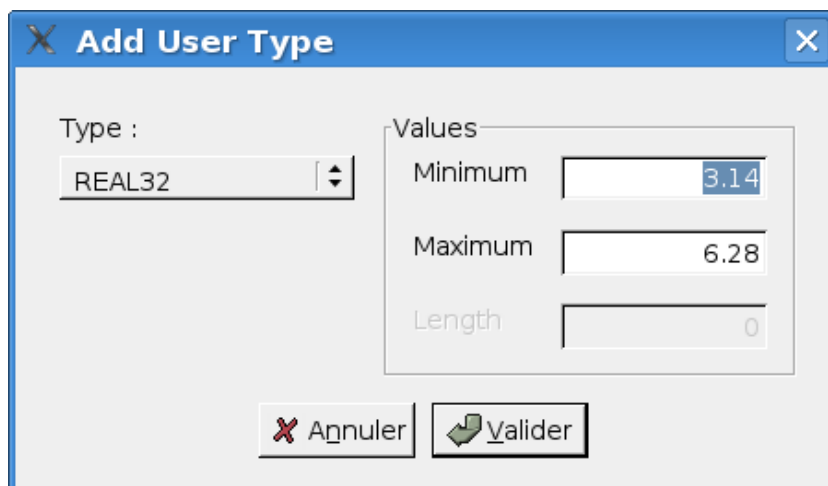 Add User Type
Type :
REAL32
Values
Minimum
3.14
Maximum
6.28
Length
0
Annuler
Valider